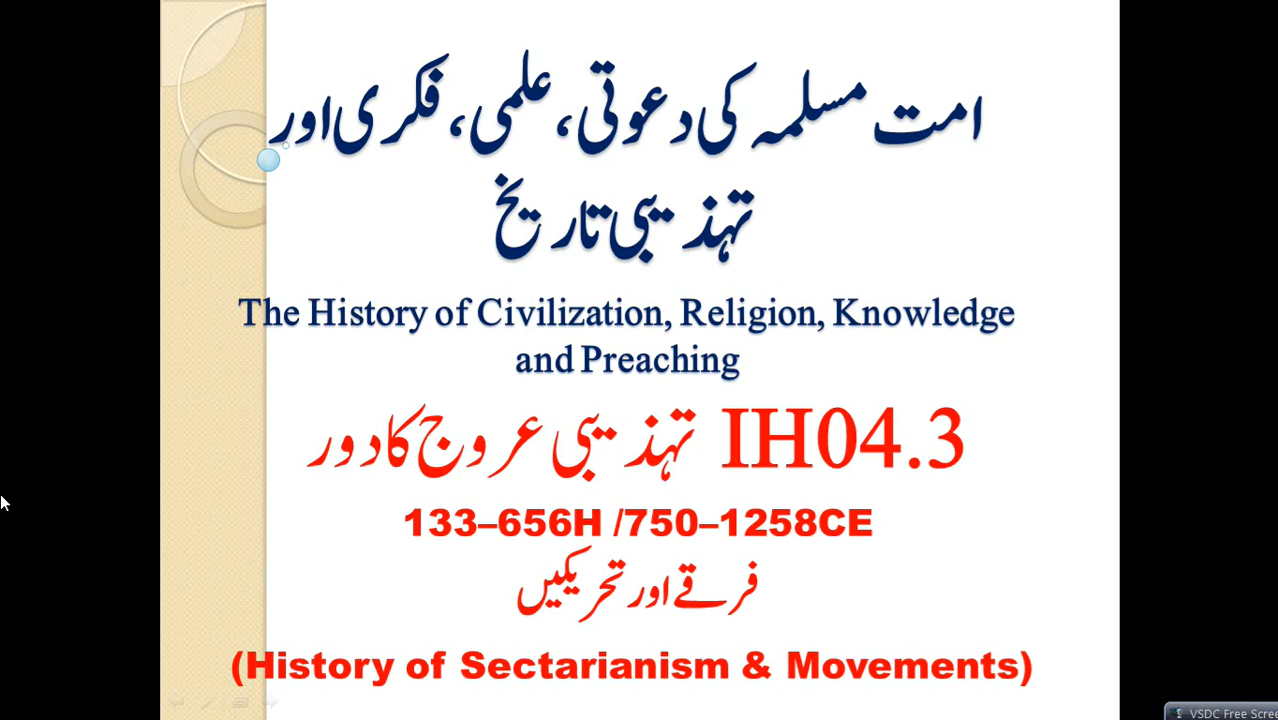 امت مسلمہ کی دعوتی، علمی، فکری اور
تہذیبی تاریخ
The History of Civilization, Religion, Knowledge
and Preaching
IH04.3 تہذیبی عروج کا دور
133–656H /750–1258CE
فرقے اور تحریکیں
(History of Sectarianism & Movements)
VSDC Free Scree